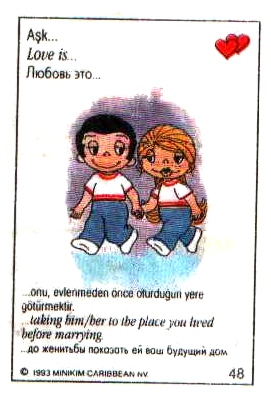 Aşk...
Love is...
Любовь это...
...onu, evlenmeden önce oturduğun yere
götürmektir.
...taking him/her to the place you lived
before marrying.
...до женитьбы показать ей ваш будущий дом
© 1993 MINIKIM CARIBBEAN NV.
48